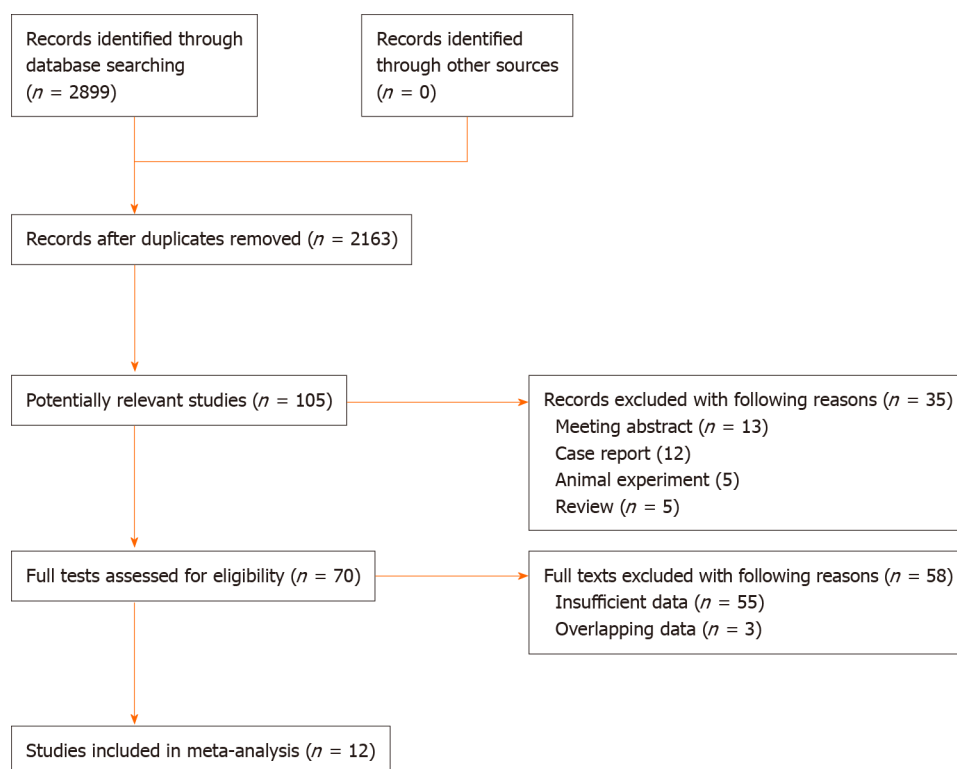 Records identified through
database searching
(n = 2899)
Records identified
through other sources
(n = 0)
Records after duplicates removed (n = 2163)
Potentially relevant studies (n = 105)
Records excluded with following reasons (n = 35)
Meeting abstract (n = 13)
Case report (12)
Animal experiment (5)
Review (n = 5)
Full tests assessed for eligibility (n = 70)
Full texts excluded with following reasons (n = 58)
Insufficient data (n = 55)
Overlapping data (n = 3)
Studies included in meta-analysis (n = 12)